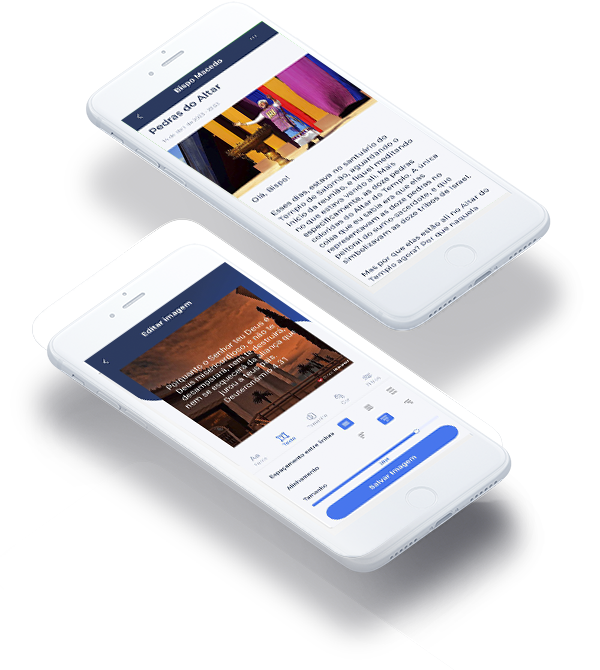 Bispo Macedo
Pedras do Altar
Olá, Bispo!
Esses dias, estava no santuário do
Templo de Salomão, aguardando o
início da reunião, e fiquei meditando
no que estava vendo ali. Mais
especificamente, as doze pedras
coloridas do Altar do Templo. A única
coisa que eu sabia era que elas
representavam as doze pedras no
peitoral do sumo-sacerdote, e que
simbolizavam as doze tribos de Israel.
Mas por que elas estão ali no Altar do
Templo agora? Por que naquela
Editar imagem
Porquanto o Senhor teu Deus é
Deus misericordioso, e não te
desamparará, nem te destruirá,
nem se esquecerá da aliança que
jurou a teus pais.
Deuteronômio 4.31
Aa
Texto
Cor
Espaçamento entre linhas
Alinhamento
Tamanho
Salvar imagem